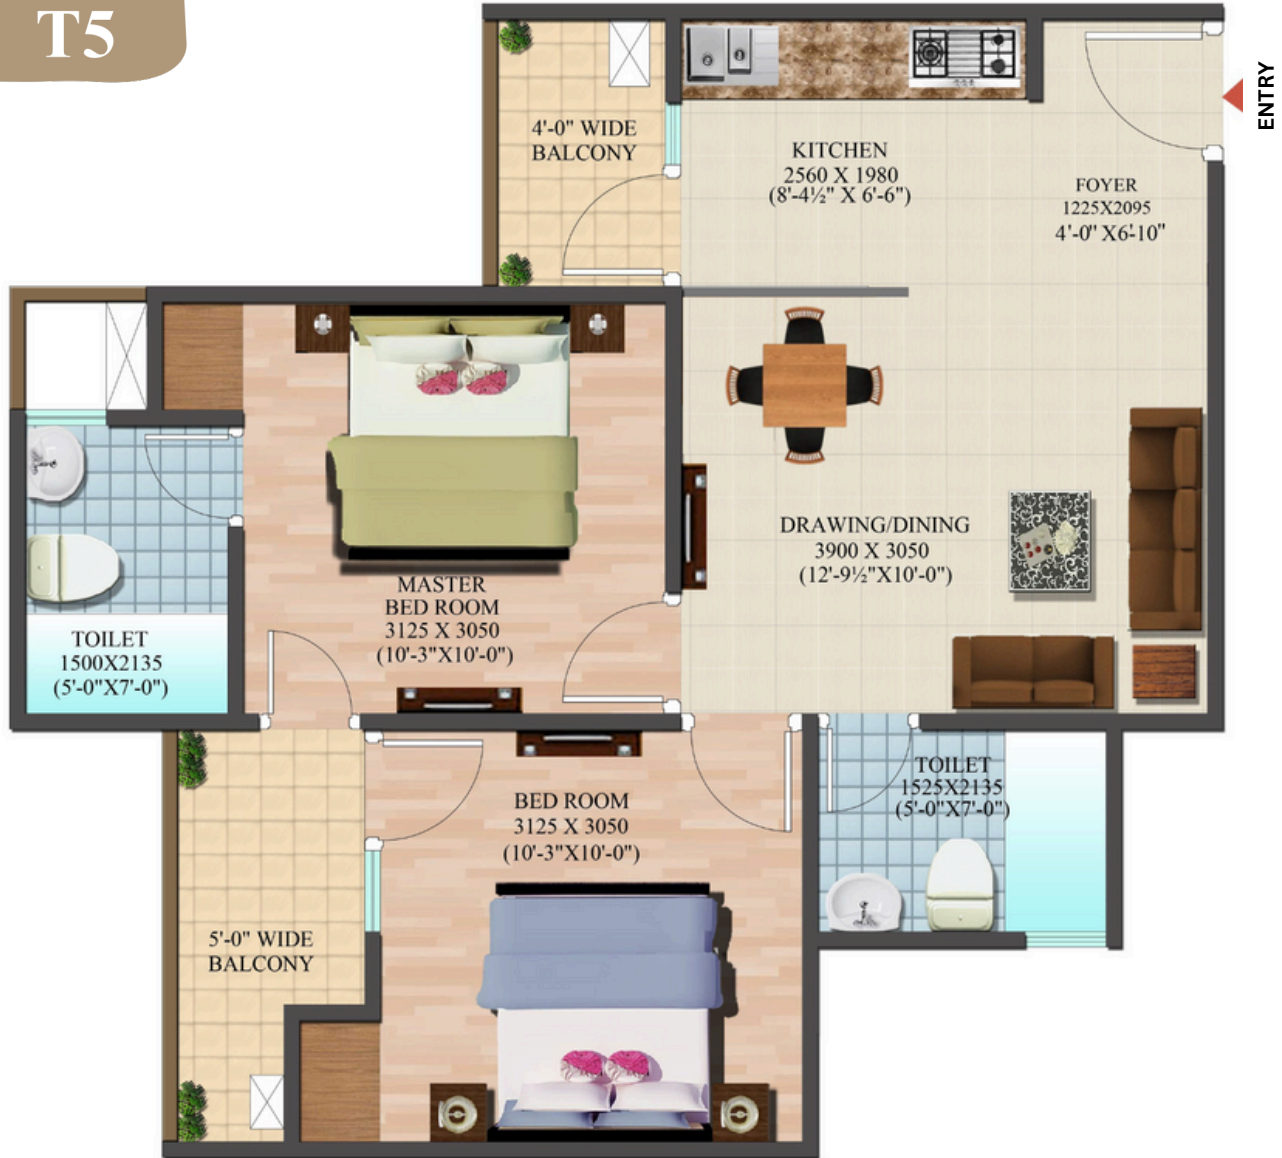 T5
ENTRY
4'-0" WIDE
BALCONY
KITCHEN
2560 X 1980
(8'-4½" X 6'-6")
FOYER
1225X2095
4'-0" X6'-10"
DRAWING/DINING
3900 X 3050
(12'-9½"X10'-0")
MASTER
BED ROOM
3125 X 3050
(10'-3"X10'-0")
TOILET
1500X2135
(5'-0"X7'-0")
TOILET
1525X2135
(5'-0"X7'-0")
BED ROOM
3125 X 3050
(10'-3"X10'-0")
5'-0" WIDE
BALCONY